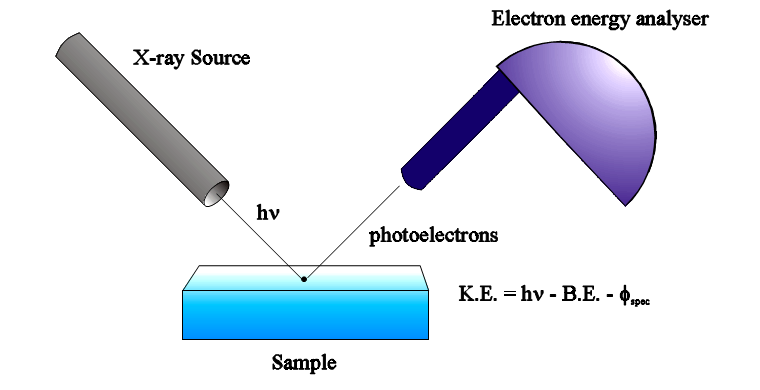 Electron energy analyser
X-ray Source
hν
photoelectrons
K.E. = hν - B.E. - ϕspec
Sample